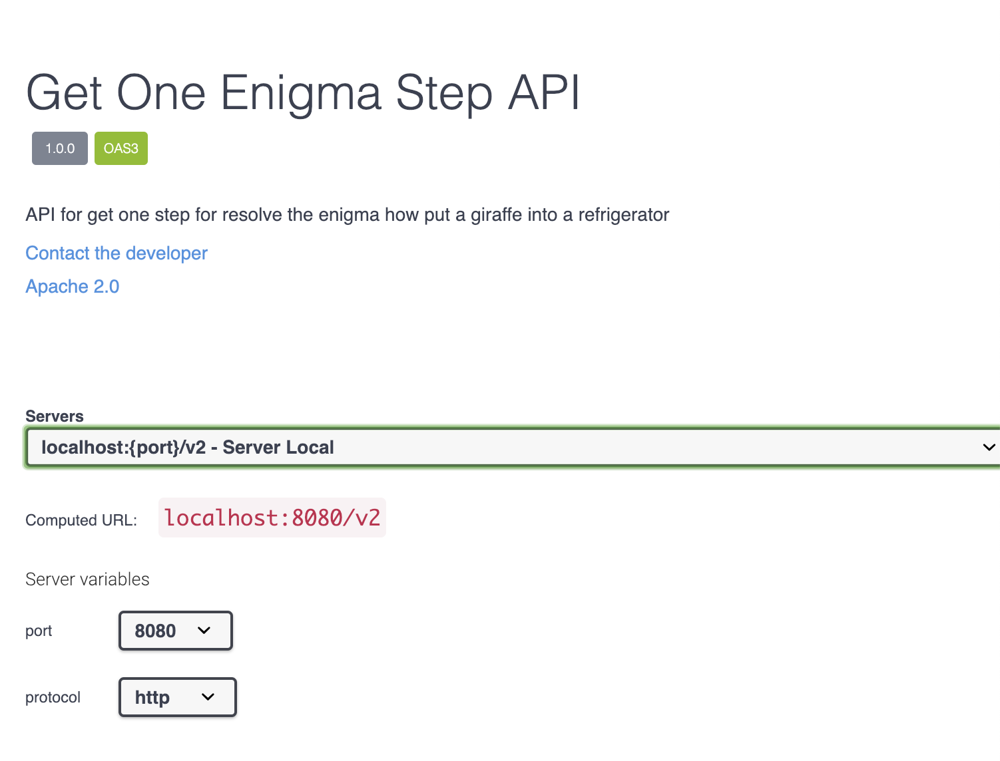 Get One Enigma Step API
1.0.0 OAS3
API for get one step for resolve the enigma how put a giraffe into a refrigerator
Contact the developer
Apache 2.0
Servers
localhost:{port}/v2 - Server Local
Computed URL: localhost:8080/v2
Server variables
port 8080
protocol http